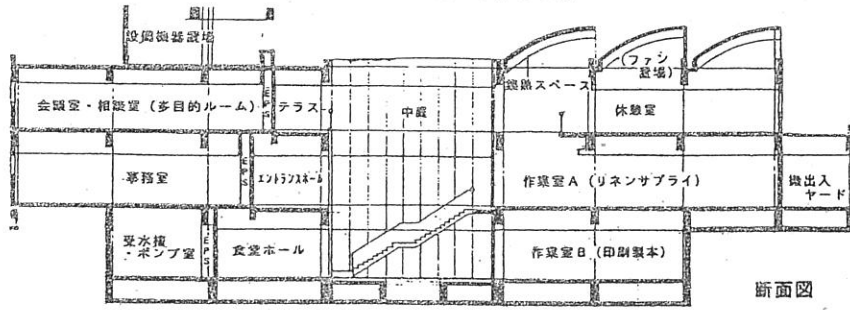 設備機器置場
(ファン
置場)
緩熱スペース
会議室・相談室(多目的ルーム)
EPS
テラス
中庭
休憩室
事務室
EPS
エントランスホール
作業室A(リネンサプライ)
搬出入
ヤード
受水槽
・ポンプ室
EPS
食堂ホール
作業室B(印刷製本)
断面図